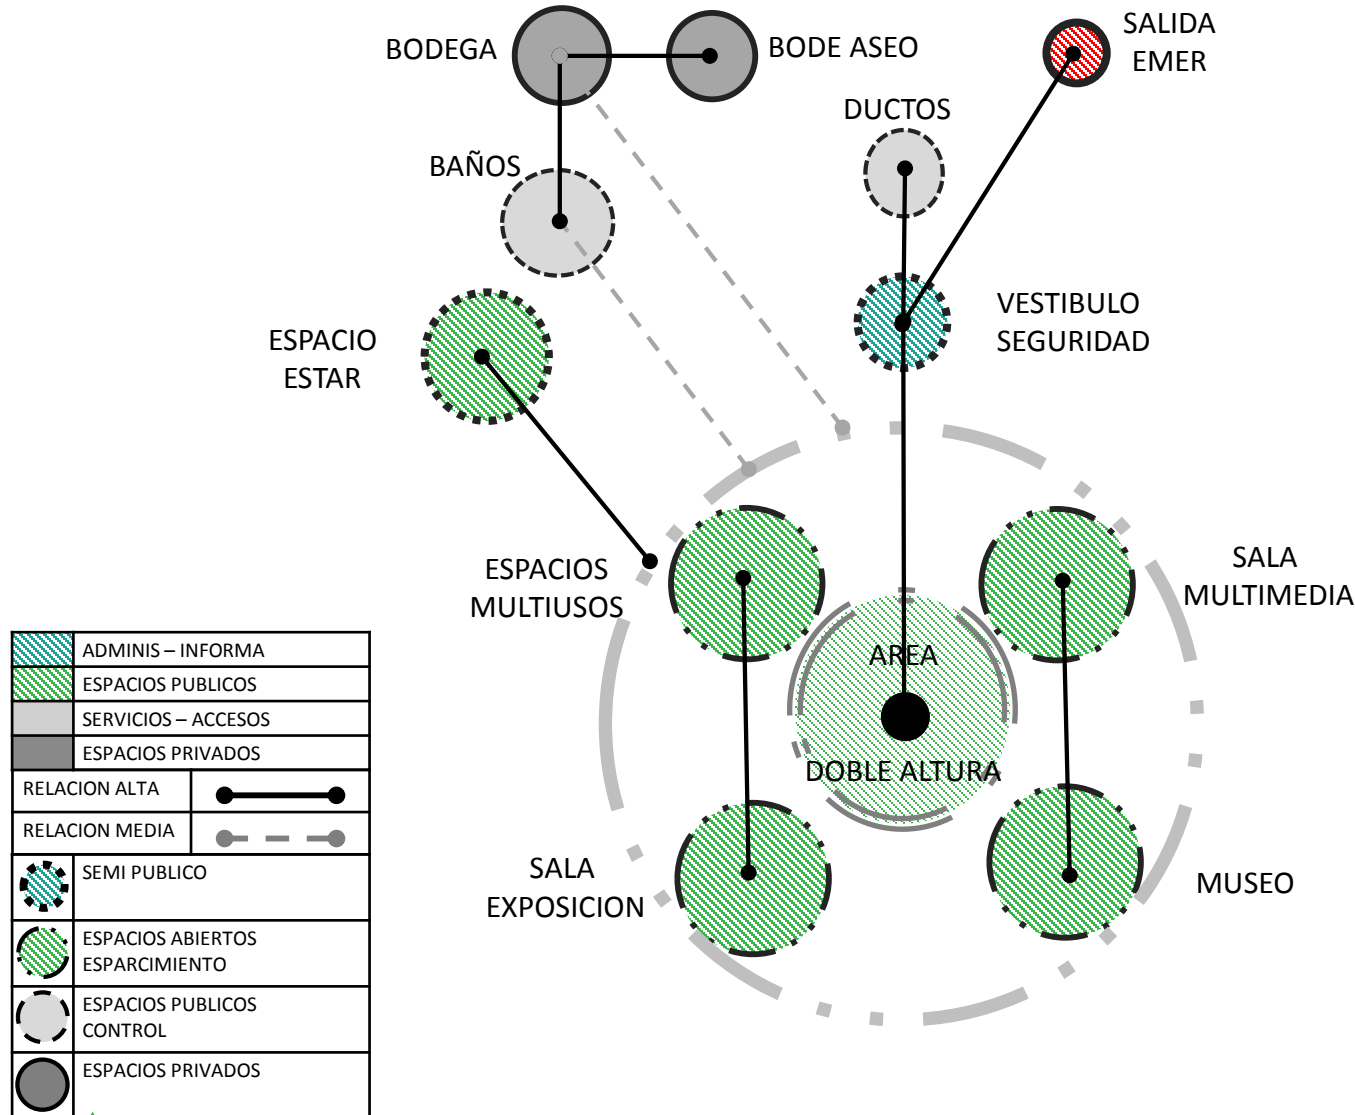 BODEGA
BODE ASEO
SALIDA
EMER
DUCTOS
BAÑOS
VESTIBULO
SEGURIDAD
ESPACIO
ESTAR
ESPACIOS
MULTIUSOS
SALA
MULTIMEDIA
AREA
DOBLE ALTURA
SALA
EXPOSICION
MUSEO
ADMINIS – INFORMA
ESPACIOS PUBLICOS
SERVICIOS – ACCESOS
ESPACIOS PRIVADOS
RELACION ALTA
RELACION MEDIA
SEMI PUBLICO
ESPACIOS ABIERTOS
ESPARCIMIENTO
ESPACIOS PUBLICOS
CONTROL
ESPACIOS PRIVADOS